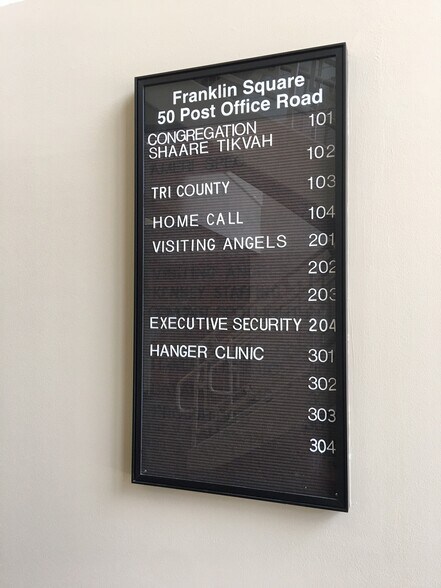 Franklin Square
50 Post Office Road
CONGREGATION 101
SHAARE TIKVAH 102
TRI COUNTY 103
HOME CALL 104
VISITING ANGELS 201
202
203
EXECUTIVE SECURITY 204
HANGER CLINIC 301
302
303
304